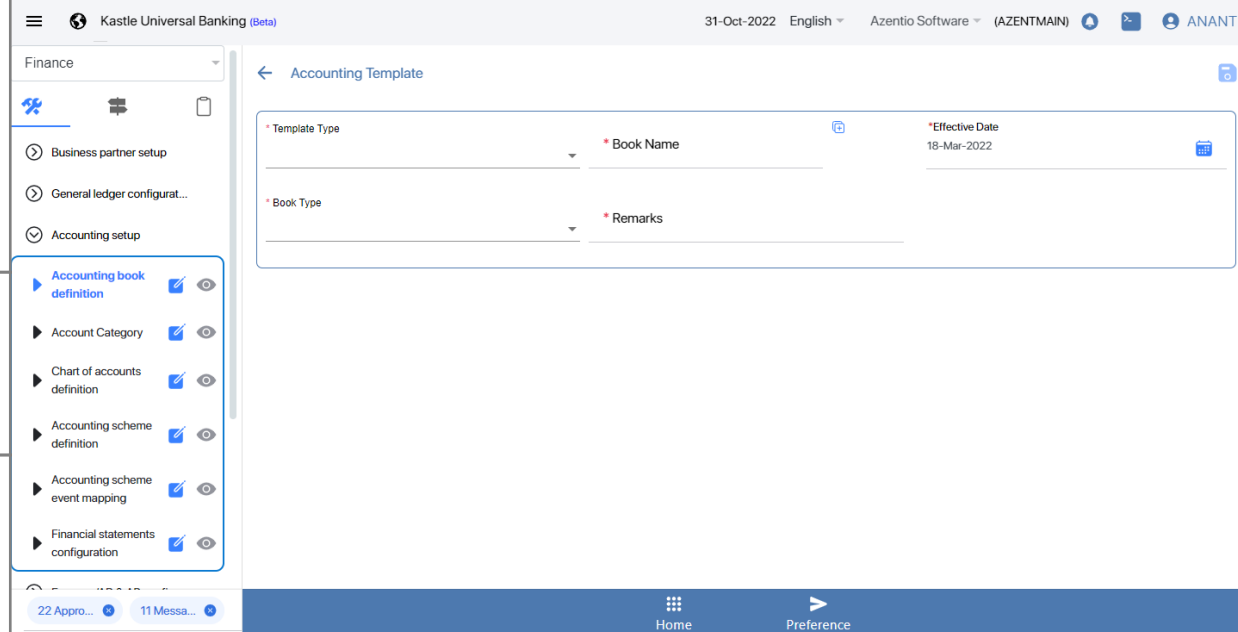 Kastle Universal Banking (Beta)
31-Oct-2022 English Azentio Software (AZENTMAIN) ANANT
Finance
Accounting Template
Business partner setup
General ledger configurat...
Accounting setup
Accounting book
definition
Account Category
Chart of accounts
definition
Accounting scheme
definition
Accounting scheme
event mapping
Financial statements
configuration
* Template Type
* Book Name
*Effective Date
18-Mar-2022
* Book Type
* Remarks
22 Appro...
11 Messa...
Home
Preference